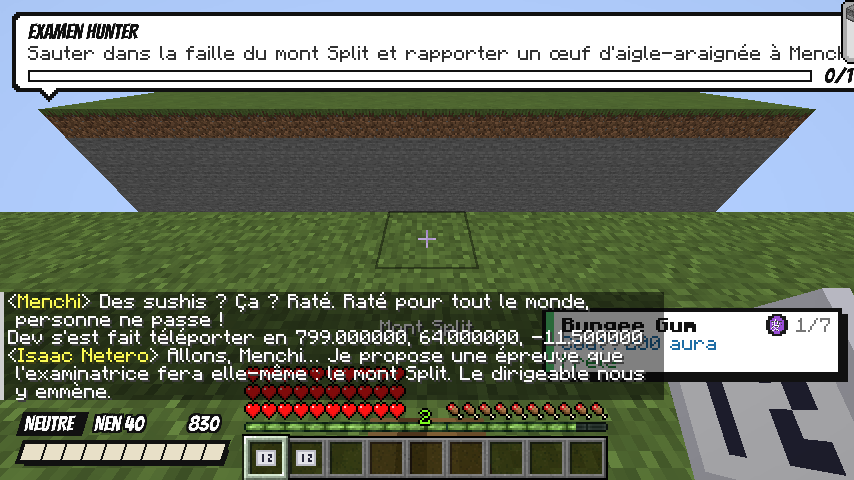 EXAMEN HUNTER
Sauter dans la faille du mont Split et rapporter un œuf d'aigle-araignée à Mench
0/1
<Menchi> Des sushis ? Ça ? Raté. Raté pour tout le monde,
personne ne passe !
Dev s'est fait téléporter en 799.000000, 64.000000, -11.500000
<Isaac Netero> Allons, Menchi... Je propose une épreuve que
l'examinatrice fera elle-même : le mont Split. Le dirigeable nous
y emmène.
Mont Split
Bungee Gum
1/7
aura
NEUTRE NEN 40 830
2
12 12
12